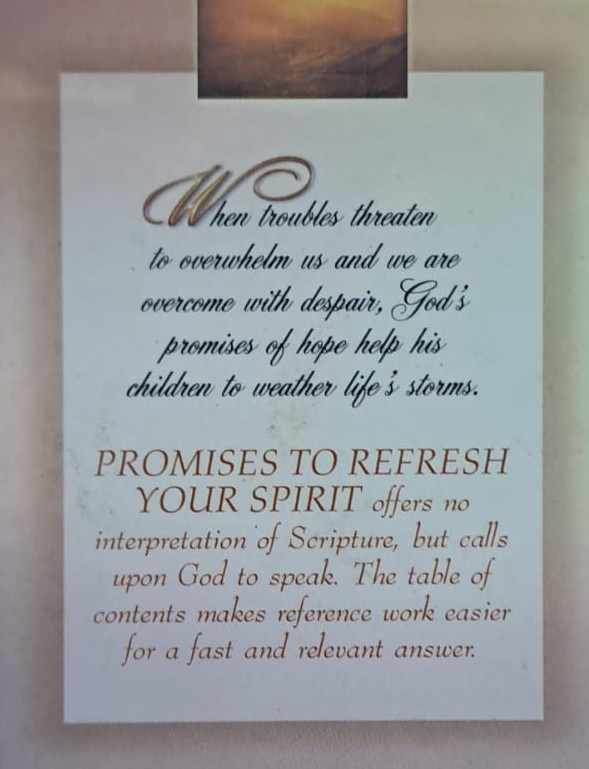 When troubles threaten
to overwhelm us and we are
overcome with despair, God's
promises of hope help his
children to weather life's storms.
PROMISES TO REFRESH
YOUR SPIRIT offers no
interpretation of Scripture, but calls
upon God to speak. The table of
contents makes reference work easier
for a fast and relevant answer.